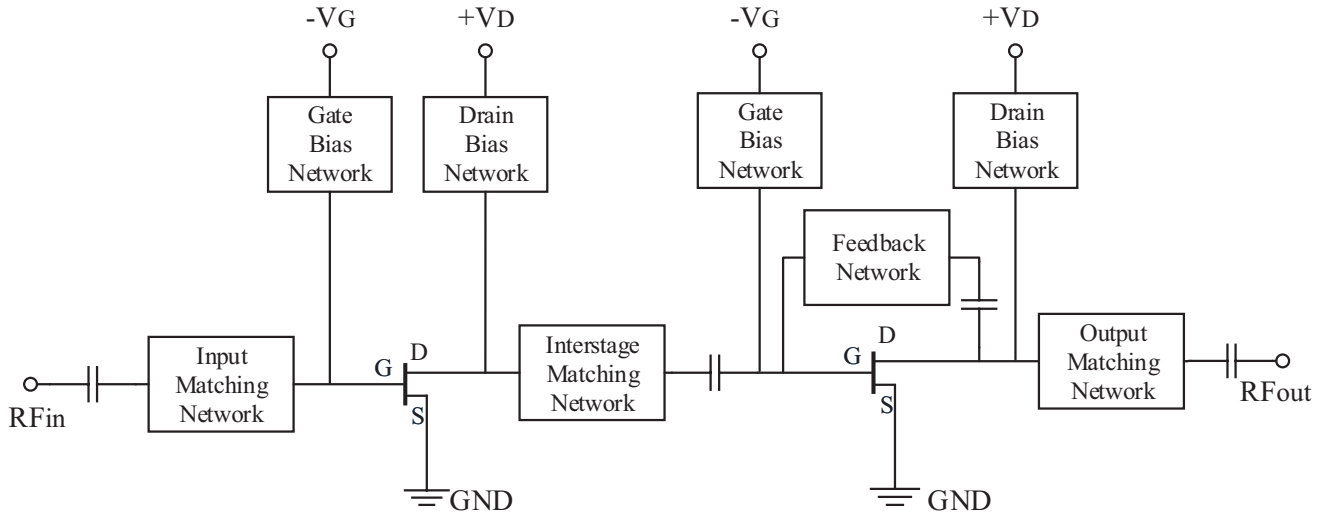 -VG
+VD
-VG
+VD
Gate
Bias
Network
Drain
Bias
Network
Gate
Bias
Network
Drain
Bias
Network
Feedback
Network
RFin
Input
Matching
Network
G
D
S
GND
Interstage
Matching
Network
G
D
S
GND
Output
Matching
Network
RFout